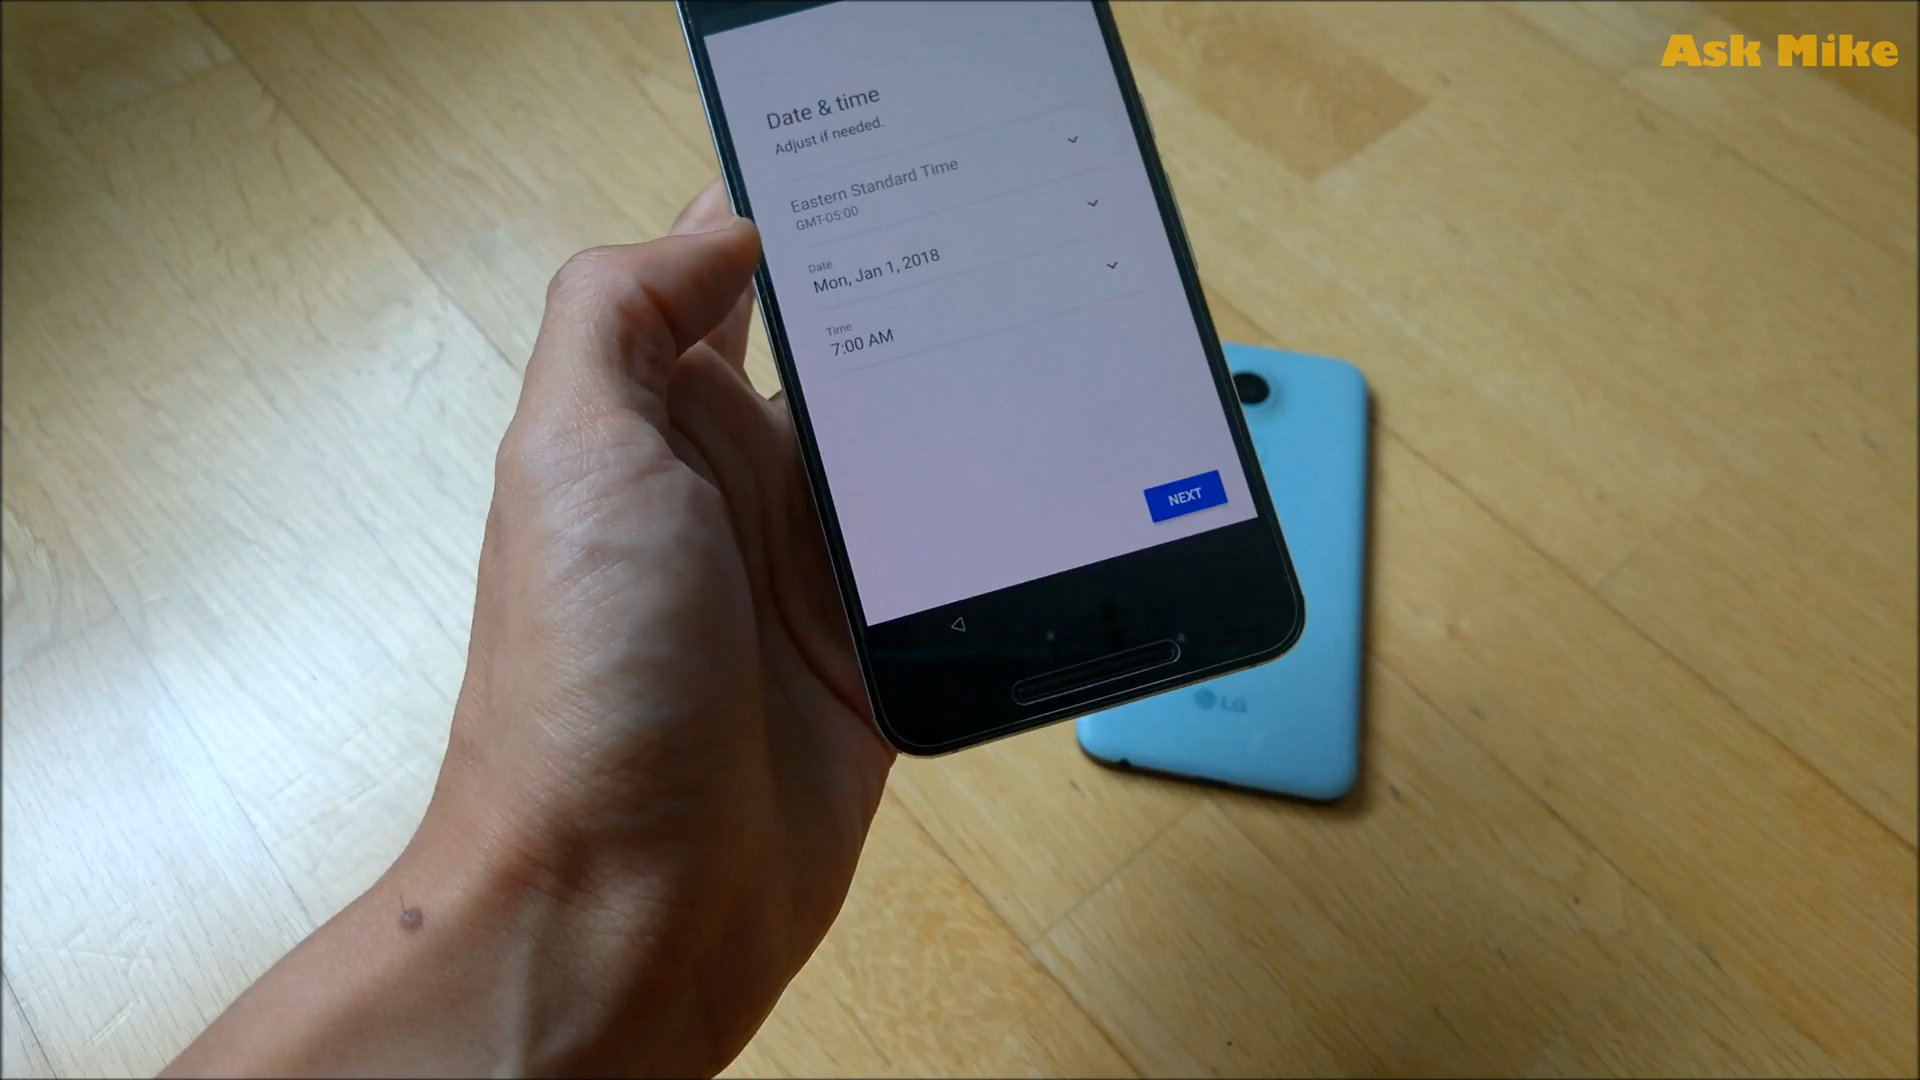 Ask Mike
Date & time
Adjust if needed.
Eastern Standard Time
GMT-05:00
Date
Mon, Jan 1, 2018
Time
7:00 AM
NEXT
LG